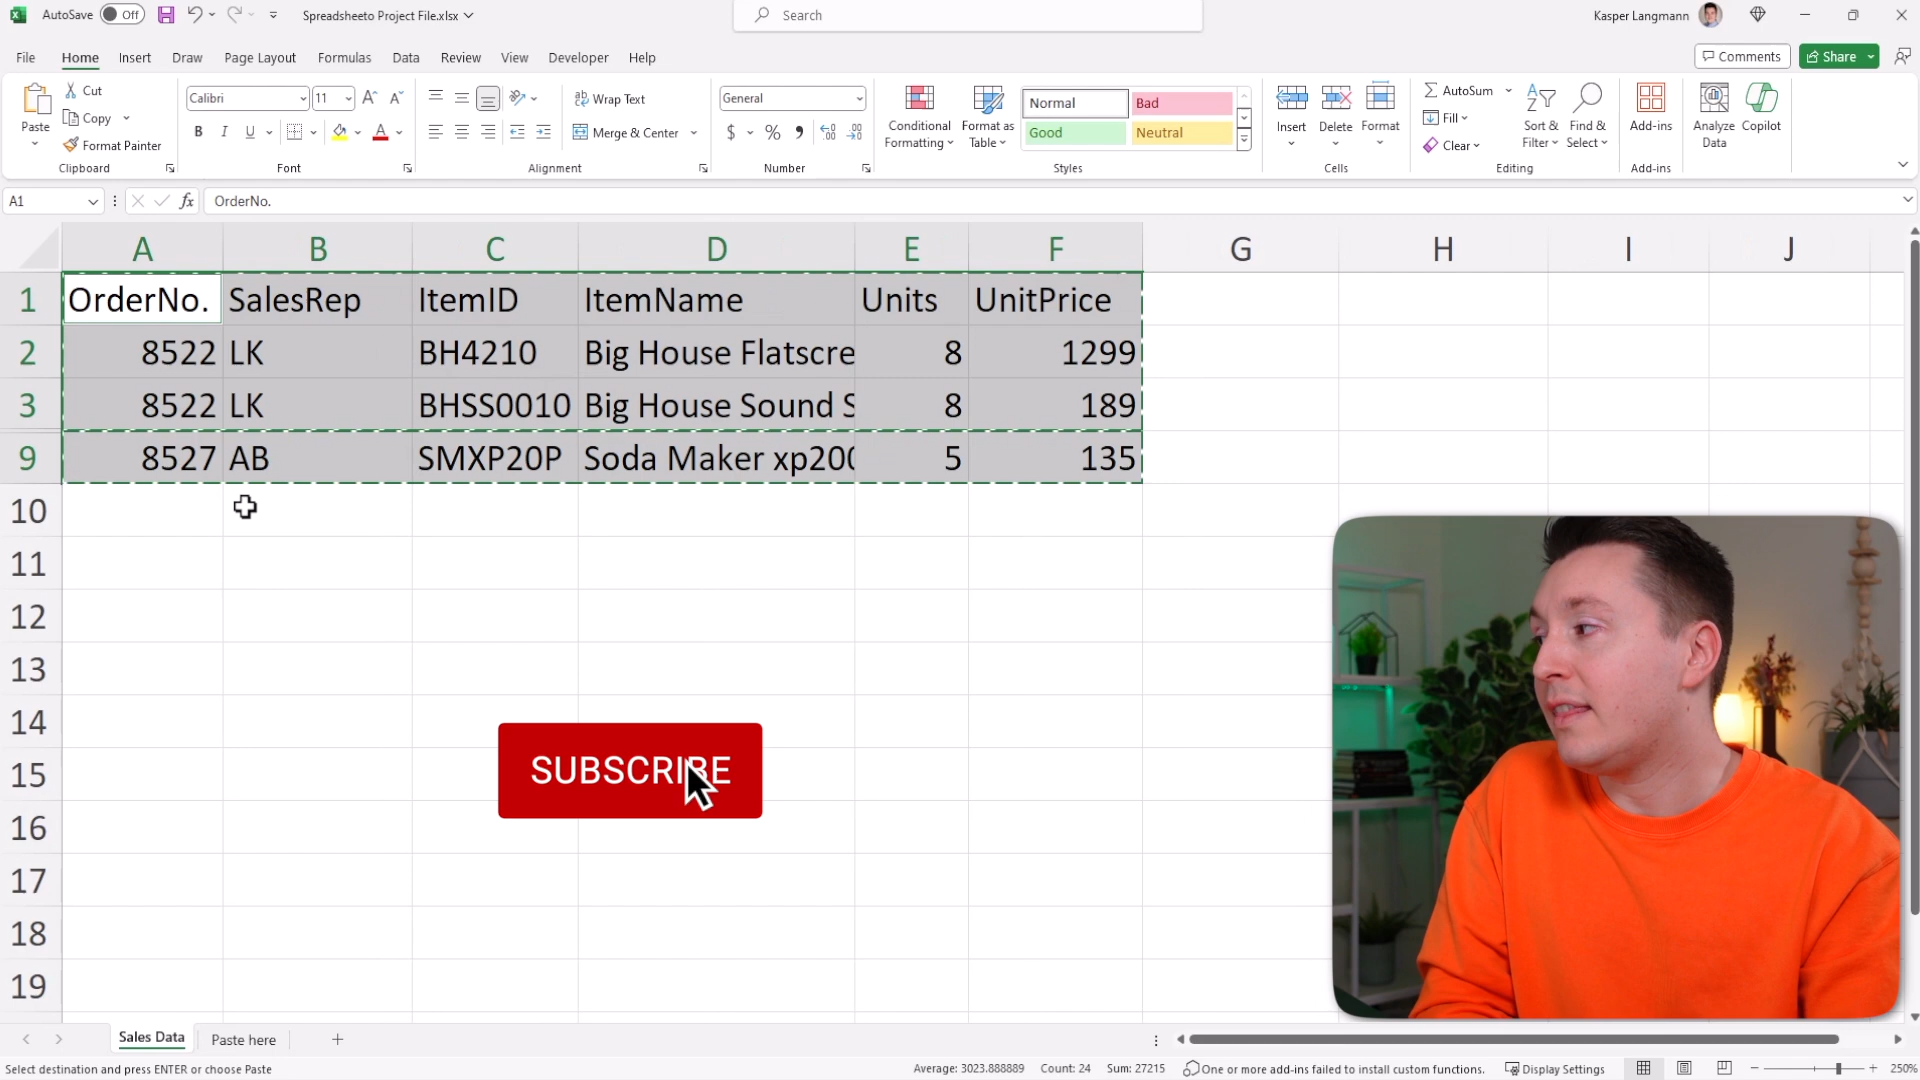 AutoSave Off Spreadsheeto Project File.xlsx Search Kasper Langmann
File Home Insert Draw Page Layout Formulas Data Review View Developer Help Comments Share
Paste Cut Copy Format Painter Clipboard
Calibri 11 B I U A Font
Wrap Text Merge & Center Alignment
General $ % Number
Conditional Formatting Format as Table Normal Bad Good Neutral Styles
Insert Delete Format Cells
AutoSum Fill Clear Sort & Filter Find & Select Editing
Add-ins Add-ins Analyze Data Copilot
A1 fx OrderNo.
A B C D E F G H I J
1 OrderNo. SalesRep ItemID ItemName Units UnitPrice
2 8522 LK BH4210 Big House Flatscre 8 1299
3 8522 LK BHSS0010 Big House Sound S 8 189
9 8527 AB SMXP20P Soda Maker xp200 5 135
10
11
12
13
14
15
SUBSCRIBE
16
17
18
19
Sales Data Paste here
Select destination and press ENTER or choose Paste Average: 3023.888889 Count: 24 Sum: 27215 One or more add-ins failed to install custom functions. Display Settings 250%